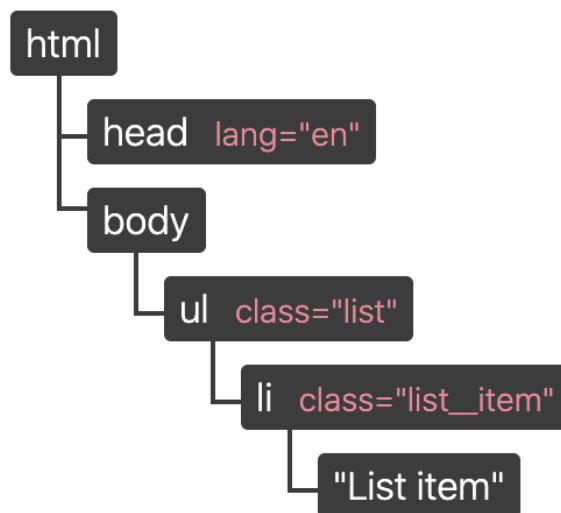 html
head lang="en"
body
ul class="list"
li class="list__item"
"List item"